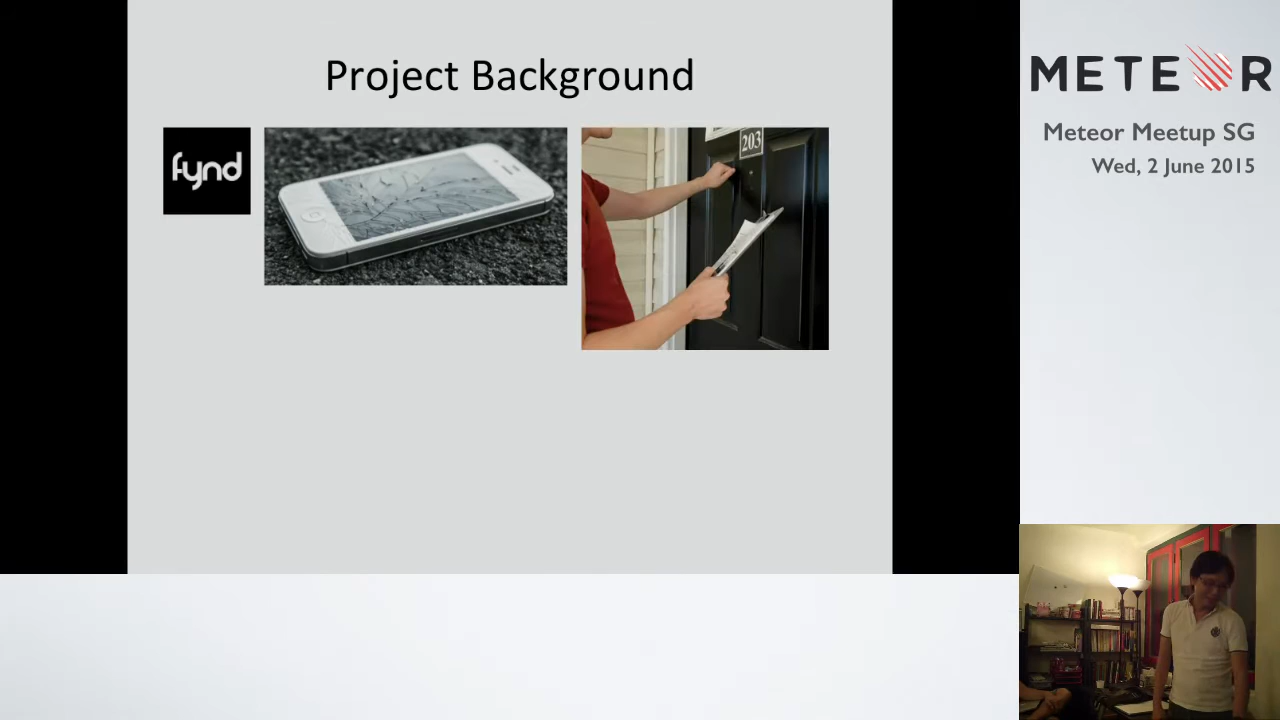 Project Background
fynd
203
METEOR
Meteor Meetup SG
Wed, 2 June 2015